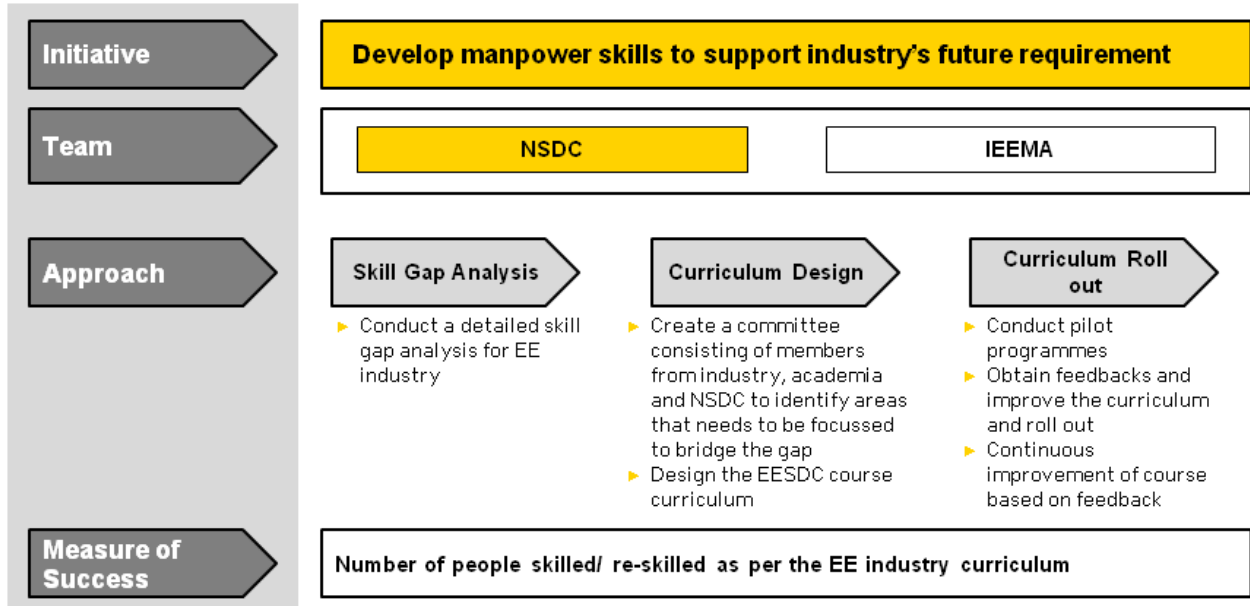 Initiative
Develop manpower skills to support industry's future requirement
Team
NSDC
IEEMA
Approach
Skill Gap Analysis
► Conduct a detailed skill
gap analysis for EE
industry
Curriculum Design
► Create a committee
consisting of members
from industry, academia
and NSDC to identify areas
that needs to be focussed
to bridge the gap
► Design the EESDC course
curriculum
Curriculum Roll
out
► Conduct pilot
programmes
► Obtain feedbacks and
improve the curriculum
and roll out
► Continuous
improvement of course
based on feedback
Measure of
Success
Number of people skilled/ re-skilled as per the EE industry curriculum